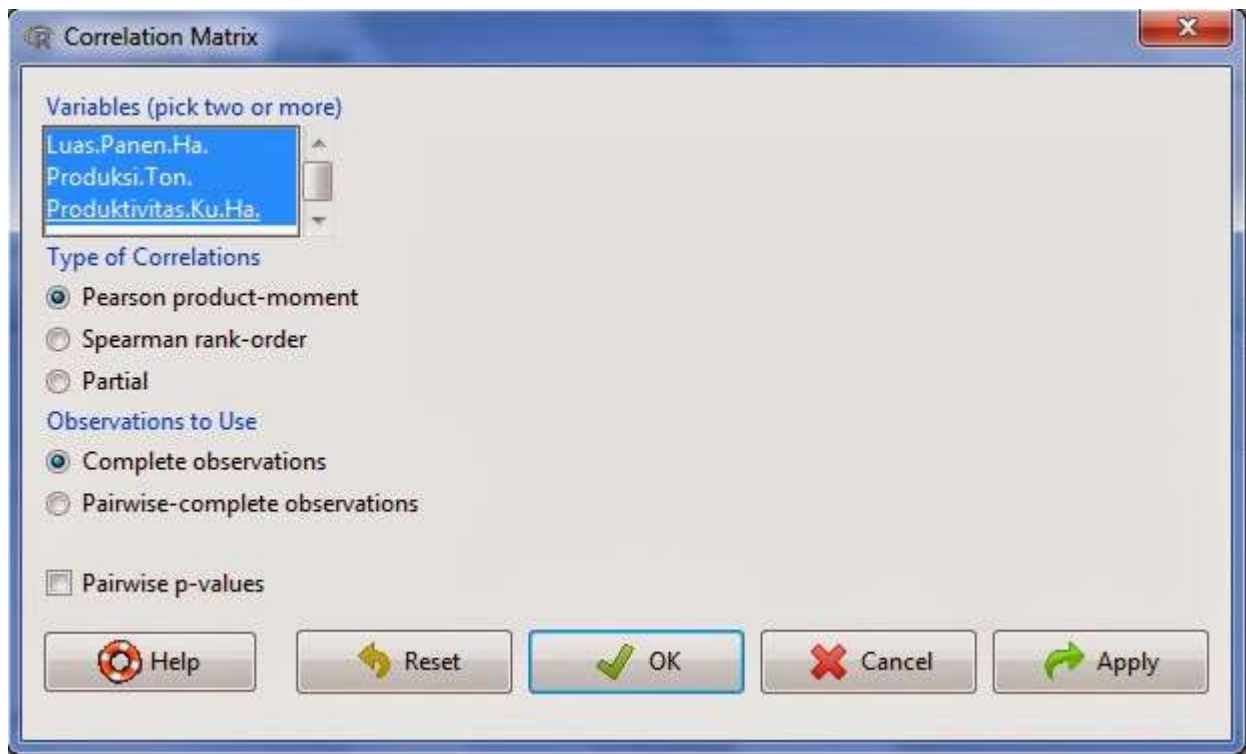 Correlation Matrix
Variables (pick two or more)
Luas.Panen.Ha.
Produksi.Ton.
Produktivitas.Ku.Ha.
Type of Correlations
Pearson product-moment
Spearman rank-order
Partial
Observations to Use
Complete observations
Pairwise-complete observations
Pairwise p-values
Help Reset OK Cancel Apply